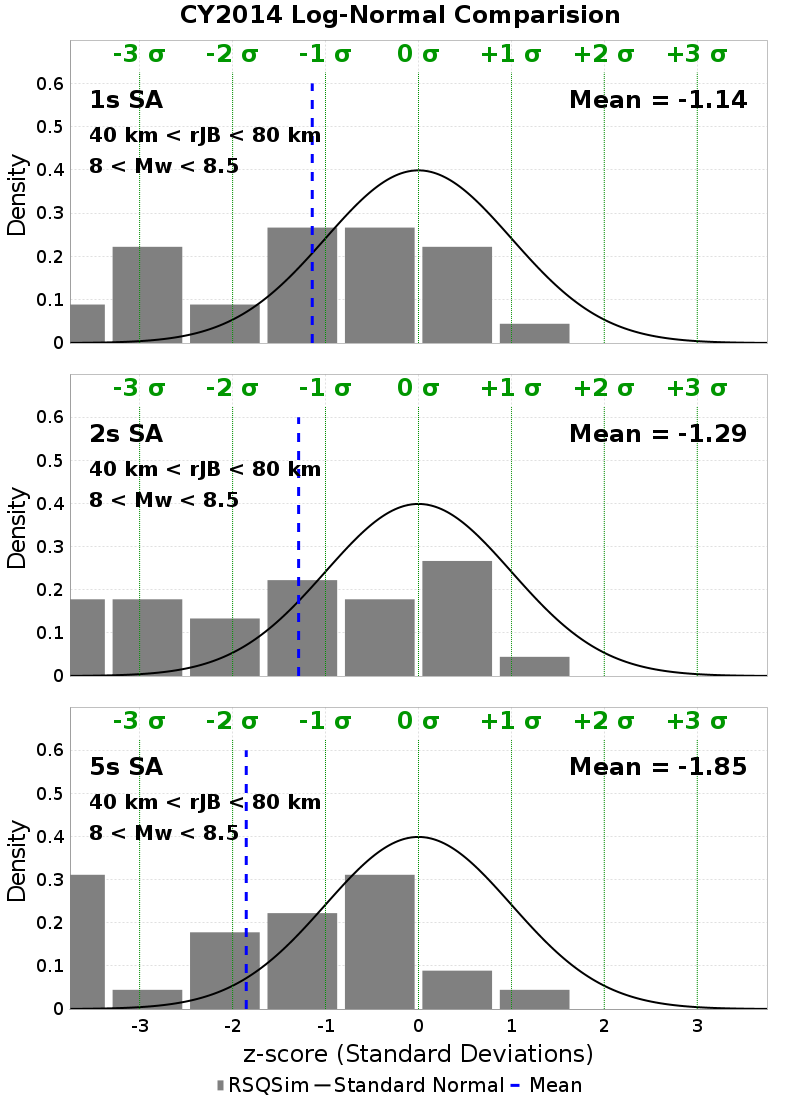 CY2014 Log-Normal Comparision
-3 σ -2 σ -1 σ 0 σ +1 σ +2 σ +3 σ
0.6
1s SA Mean = -1.14
0.5
40 km < rJB < 80 km
8 < Mw < 8.5
0.4
0.3
0.2
0.1
0
Density
-3 σ -2 σ -1 σ 0 σ +1 σ +2 σ +3 σ
0.6
2s SA Mean = -1.29
0.5
40 km < rJB < 80 km
8 < Mw < 8.5
0.4
0.3
0.2
0.1
0
Density
-3 σ -2 σ -1 σ 0 σ +1 σ +2 σ +3 σ
0.6
5s SA Mean = -1.85
0.5
40 km < rJB < 80 km
8 < Mw < 8.5
0.4
0.3
0.2
0.1
0
Density
-3 -2 -1 0 1 2 3
z-score (Standard Deviations)
RSQSim Standard Normal Mean